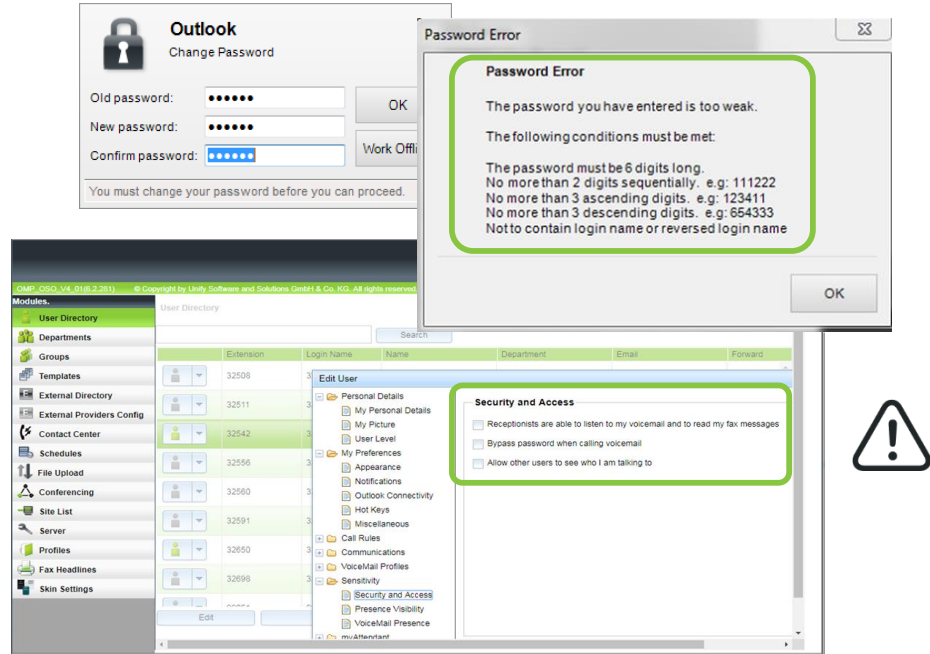 Outlook
Change Password
Old password:
New password:
Confirm password:
OK
Work Offli
You must change your password before you can proceed.
Password Error
Password Error
The password you have entered is too weak.
The following conditions must be met:
The password must be 6 digits long.
No more than 2 digits sequentially. e.g: 111222
No more than 3 ascending digits. e.g: 123411
No more than 3 descending digits. e.g: 654333
Not to contain login name or reversed login name
OK
OMP_OSO_V4_01(6.2.281) © Copyright by Unify Software and Solutions GmbH & Co. KG. All rights reserved.
Modules.
User Directory
Departments
Groups
Templates
External Directory
External Providers Config
Contact Center
Schedules
File Upload
Conferencing
Site List
Server
Profiles
Fax Headlines
Skin Settings
User Directory
Search
Extension Login Name Name Department Email Forward
32508 3
32511 3
32542 3
32556 3
32560 3
32591 3
32650 3
32698 3
Edit
Edit User
Personal Details
My Personal Details
My Picture
User Level
My Preferences
Appearance
Notifications
Outlook Connectivity
Hot Keys
Miscellaneous
Call Rules
Communications
VoiceMail Profiles
Sensitivity
Security and Access
Presence Visibility
VoiceMail Presence
myAttendant
Security and Access
Receptionists are able to listen to my voicemail and to read my fax messages
Bypass password when calling voicemail
Allow other users to see who I am talking to